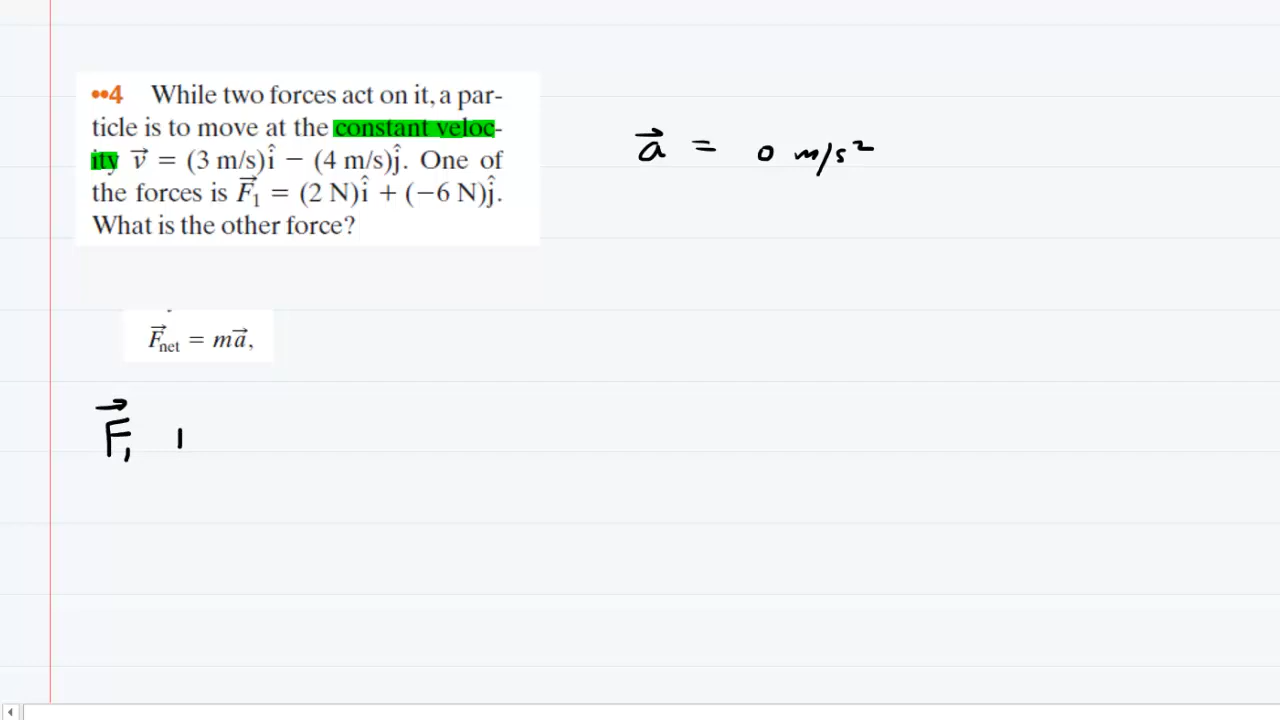 ••4 While two forces act on it, a par-
ticle is to move at the constant veloc-
ity v⃗ = (3 m/s)î − (4 m/s)ĵ. One of
the forces is F⃗₁ = (2 N)î + (−6 N)ĵ.
What is the other force?
a⃗ = 0 m/s²
F⃗net = ma⃗,
F⃗₁ ı